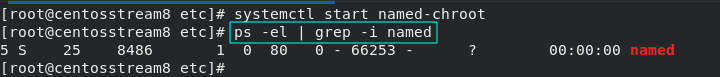 [root@centosstream8 etc]# systemctl start named-chroot
[root@centosstream8 etc]# ps -el | grep -i named
5 S    25    8486       1  0  80   0 - 66253 -      ?        00:00:00 named
[root@centosstream8 etc]#